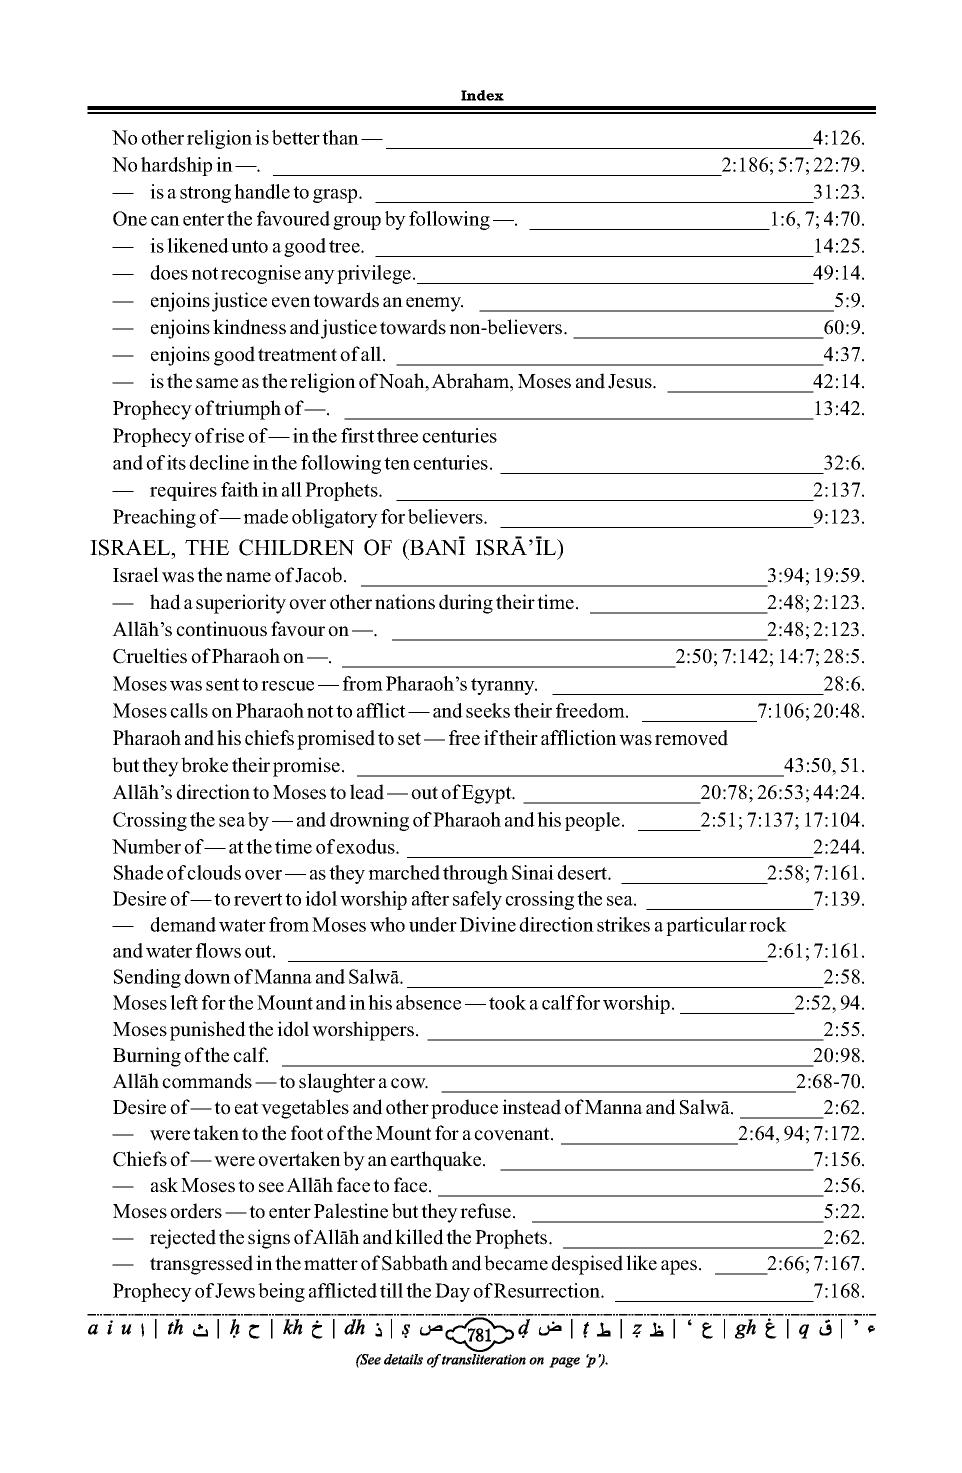 Index
No other religion is better than — 4:126.
No hardship in —. 2:186; 5:7; 22:79.
— is a strong handle to grasp. 31:23.
One can enter the favoured group by following —. 1:6, 7; 4:70.
— is likened unto a good tree. 14:25.
— does not recognise any privilege. 49:14.
— enjoins justice even towards an enemy. 5:9.
— enjoins kindness and justice towards non-believers. 60:9.
— enjoins good treatment of all. 4:37.
— is the same as the religion of Noah, Abraham, Moses and Jesus. 42:14.
Prophecy of triumph of —. 13:42.
Prophecy of rise of — in the first three centuries
and of its decline in the following ten centuries. 32:6.
— requires faith in all Prophets. 2:137.
Preaching of — made obligatory for believers. 9:123.
ISRAEL, THE CHILDREN OF (BANĪ ISRĀ’ĪL)
Israel was the name of Jacob. 3:94; 19:59.
— had a superiority over other nations during their time. 2:48; 2:123.
Allāh’s continuous favour on —. 2:48; 2:123.
Cruelties of Pharaoh on —. 2:50; 7:142; 14:7; 28:5.
Moses was sent to rescue — from Pharaoh’s tyranny. 28:6.
Moses calls on Pharaoh not to afflict — and seeks their freedom. 7:106; 20:48.
Pharaoh and his chiefs promised to set — free if their affliction was removed
but they broke their promise. 43:50, 51.
Allāh’s direction to Moses to lead — out of Egypt. 20:78; 26:53; 44:24.
Crossing the sea by — and drowning of Pharaoh and his people. 2:51; 7:137; 17:104.
Number of — at the time of exodus. 2:244.
Shade of clouds over — as they marched through Sinai desert. 2:58; 7:161.
Desire of — to revert to idol worship after safely crossing the sea. 7:139.
— demand water from Moses who under Divine direction strikes a particular rock
and water flows out. 2:61; 7:161.
Sending down of Manna and Salwā. 2:58.
Moses left for the Mount and in his absence — took a calf for worship. 2:52, 94.
Moses punished the idol worshippers. 2:55.
Burning of the calf. 20:98.
Allāh commands — to slaughter a cow. 2:68-70.
Desire of — to eat vegetables and other produce instead of Manna and Salwā. 2:62.
— were taken to the foot of the Mount for a covenant. 2:64, 94; 7:172.
Chiefs of — were overtaken by an earthquake. 7:156.
— ask Moses to see Allāh face to face. 2:56.
Moses orders — to enter Palestine but they refuse. 5:22.
— rejected the signs of Allāh and killed the Prophets. 2:62.
— transgressed in the matter of Sabbath and became despised like apes. 2:66; 7:167.
Prophecy of Jews being afflicted till the Day of Resurrection. 7:168.
a i u ا | th ث | ḥ ح | kh خ | dh ذ | ṣ ص 781 ḍ ض | ṭ ط | ẓ ظ | ‘ ع | gh غ | q ق | ’ ء
(See details of transliteration on page ‘p’).